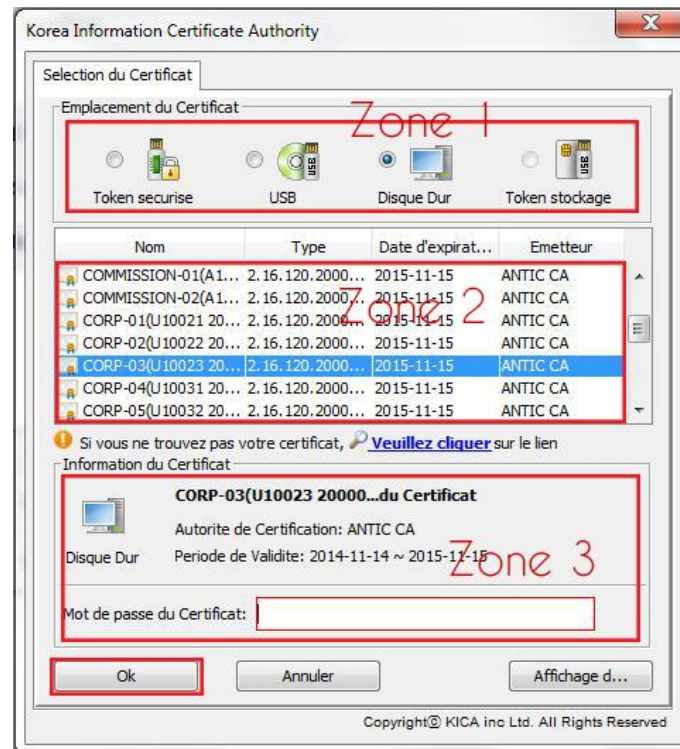 Korea Information Certificate Authority
Selection du Certificat
Emplacement du Certificat
Zone 1
Token securise USB Disque Dur Token stockage
Nom Type Date d'expirat... Emetteur
COMMISSION-01(A1... 2.16.120.2000... 2015-11-15 ANTIC CA
COMMISSION-02(A1... 2.16.120.2000... 2015-11-15 ANTIC CA
Zone 2
CORP-01(U10021 20... 2.16.120.2000... 2015-11-15 ANTIC CA
CORP-02(U10022 20... 2.16.120.2000... 2015-11-15 ANTIC CA
CORP-03(U10023 20... 2.16.120.2000... 2015-11-15 ANTIC CA
CORP-04(U10031 20... 2.16.120.2000... 2015-11-15 ANTIC CA
CORP-05(U10032 20... 2.16.120.2000... 2015-11-15 ANTIC CA
Si vous ne trouvez pas votre certificat, Veuillez cliquer sur le lien
Information du Certificat
CORP-03(U10023 20000...du Certificat
Autorite de Certification: ANTIC CA
Disque Dur Periode de Validite: 2014-11-14 ~ 2015-11-15
Zone 3
Mot de passe du Certificat:
Ok Annuler Affichage d...
Copyright© KICA inc Ltd. All Rights Reserved